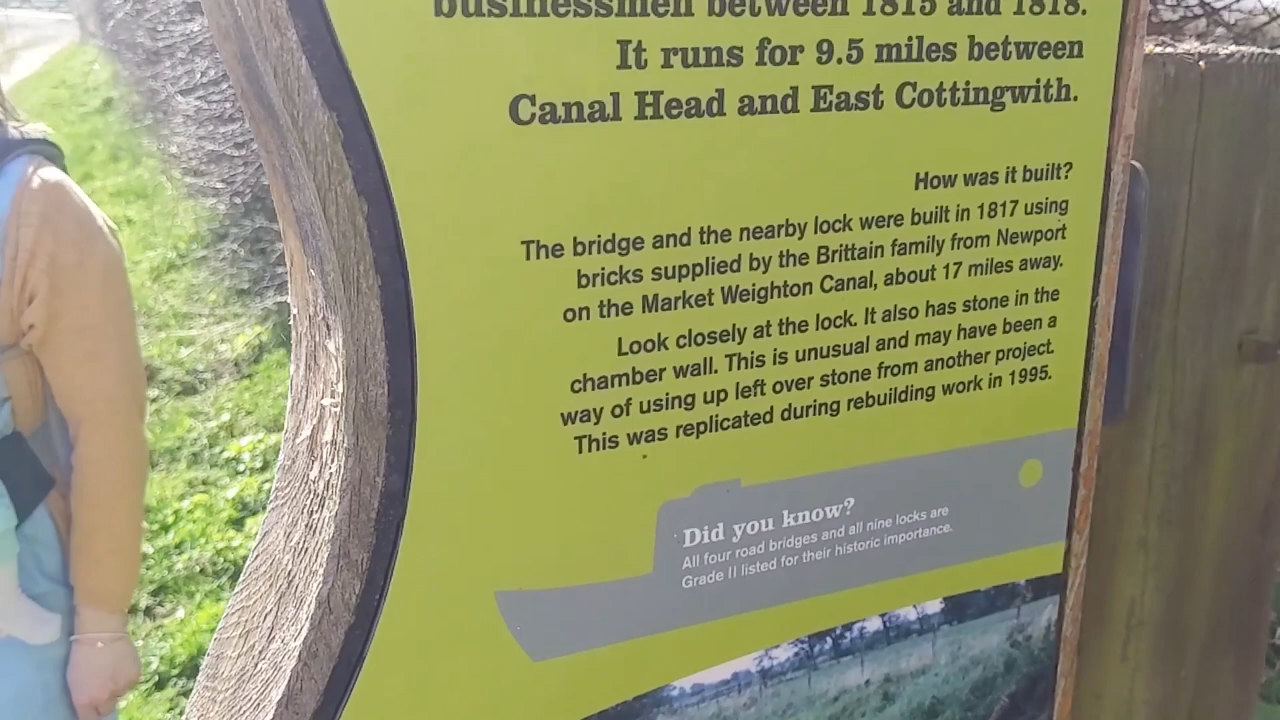 businessmen between 1815 and 1818.
It runs for 9.5 miles between
Canal Head and East Cottingwith.
How was it built?
The bridge and the nearby lock were built in 1817 using
bricks supplied by the Brittain family from Newport
on the Market Weighton Canal, about 17 miles away.
Look closely at the lock. It also has stone in the
chamber wall. This is unusual and may have been a
way of using up left over stone from another project.
This was replicated during rebuilding work in 1995.
Did you know?
All four road bridges and all nine locks are
Grade II listed for their historic importance.